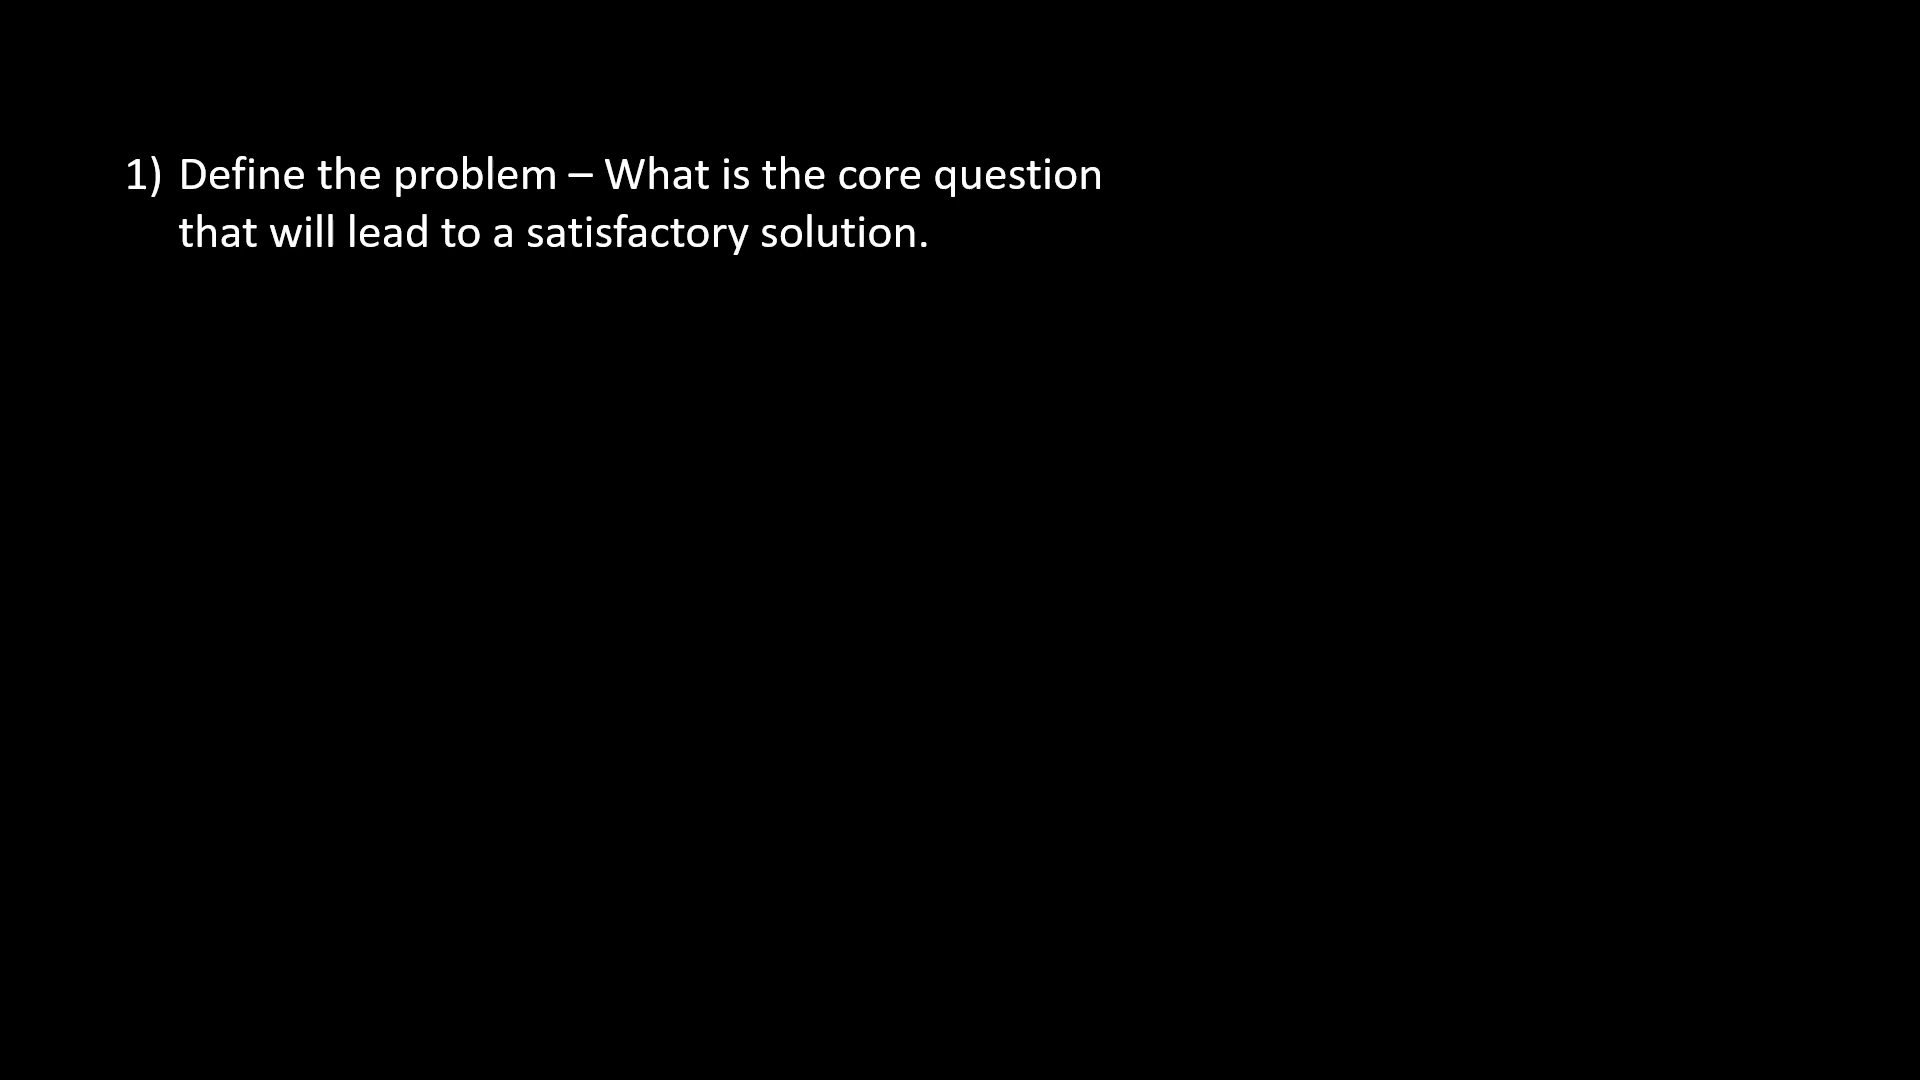 1) Define the problem – What is the core question
that will lead to a satisfactory solution.